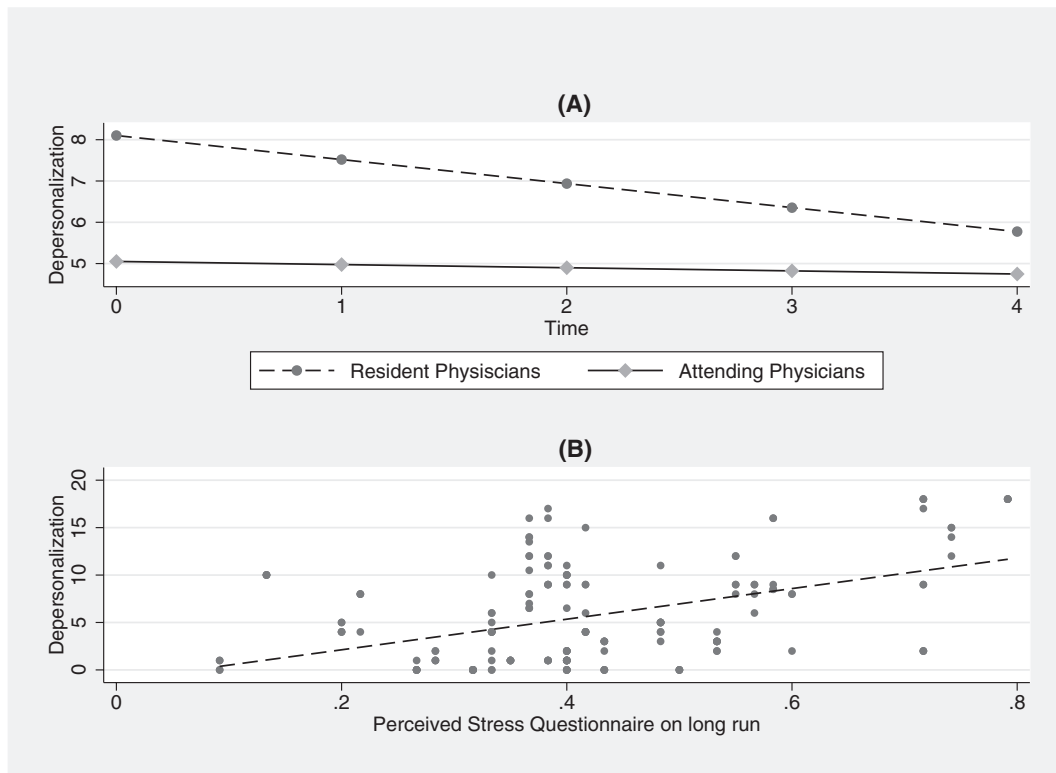 (A)
Depersonalization
8
7
6
5
0 1 2 3 4
Time
Resident Physiscians Attending Physicians
(B)
Depersonalization
20
15
10
5
0
0 .2 .4 .6 .8
Perceived Stress Questionnaire on long run